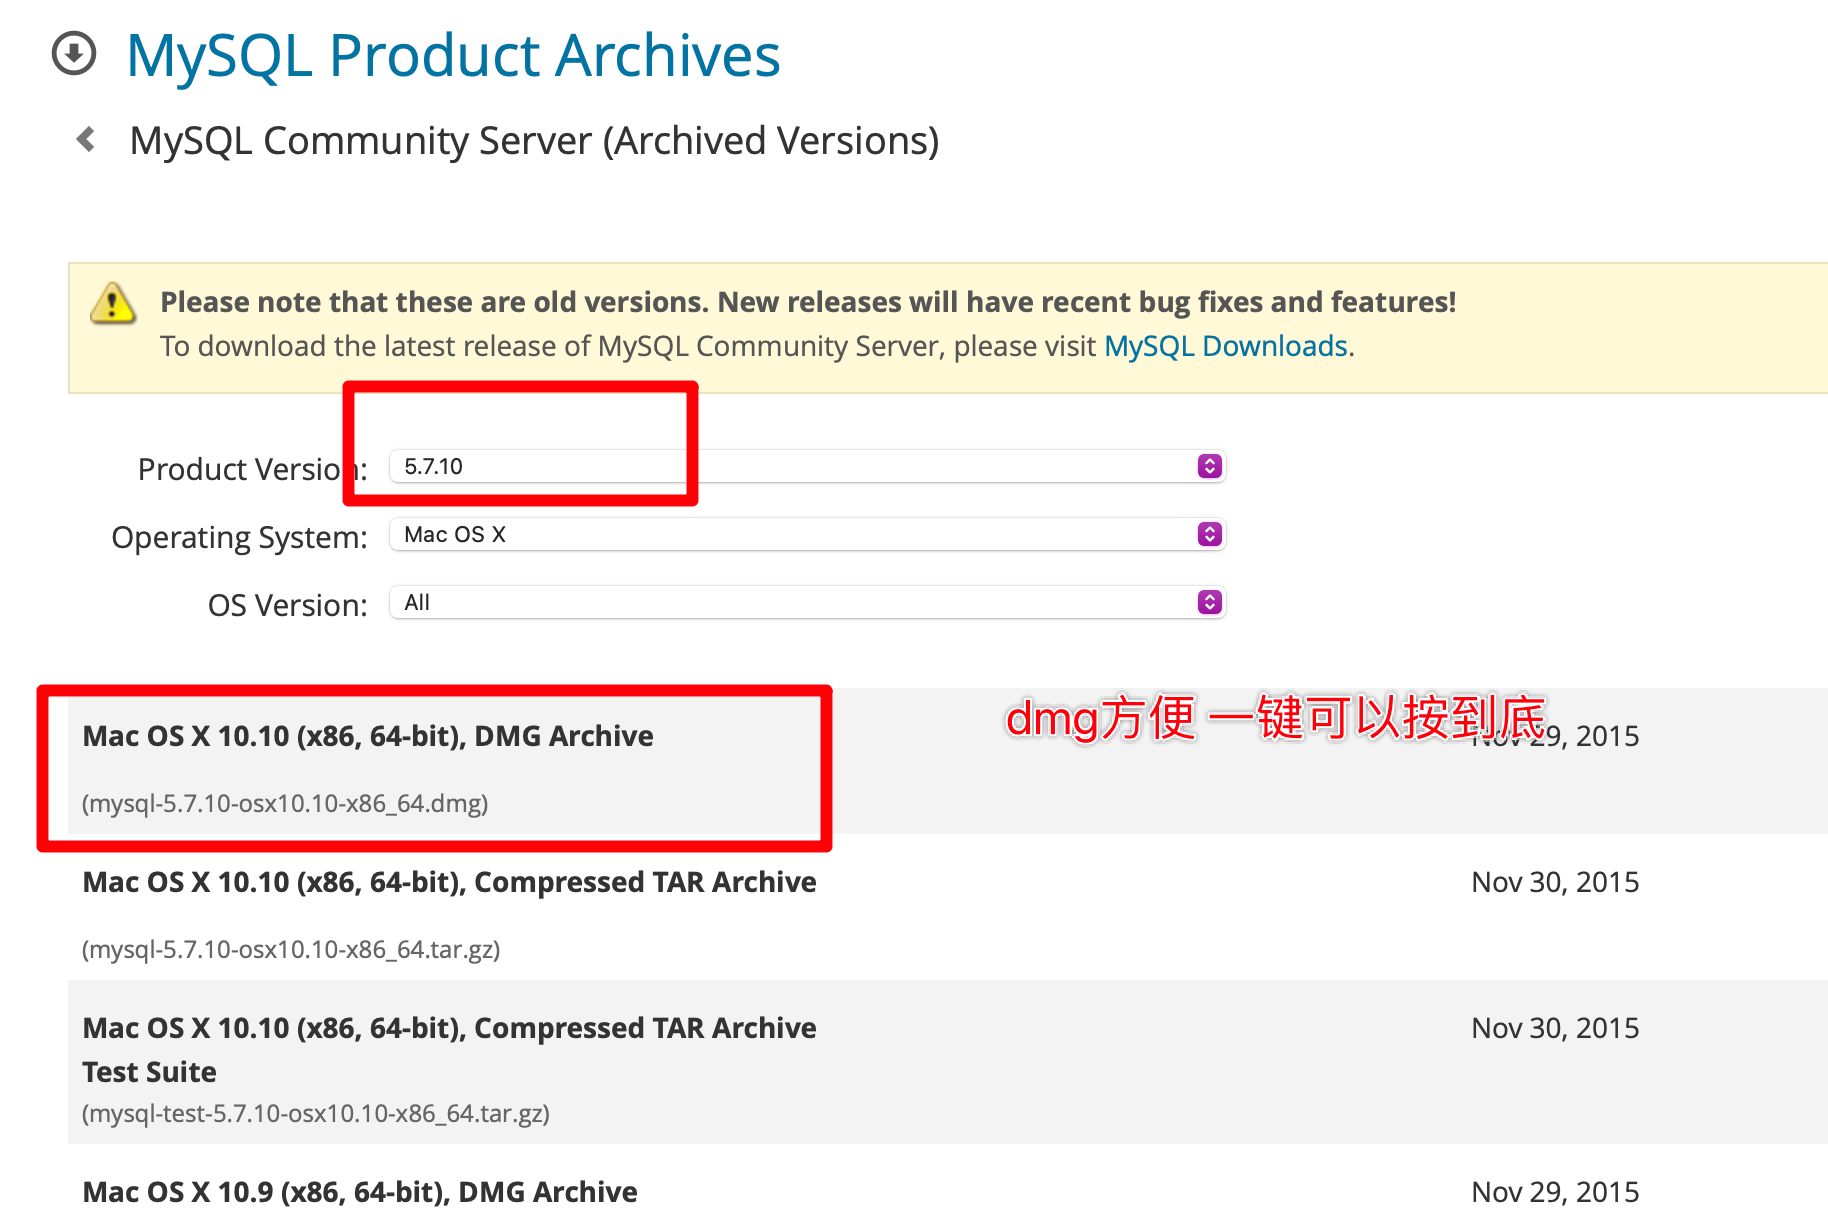 MySQL Product Archives
MySQL Community Server (Archived Versions)
Please note that these are old versions. New releases will have recent bug fixes and features!
To download the latest release of MySQL Community Server, please visit MySQL Downloads.
Product Version: 5.7.10
Operating System: Mac OS X
OS Version: All
dmg方便 一键可以按到底
Mac OS X 10.10 (x86, 64-bit), DMG Archive Nov 29, 2015
(mysql-5.7.10-osx10.10-x86_64.dmg)
Mac OS X 10.10 (x86, 64-bit), Compressed TAR Archive Nov 30, 2015
(mysql-5.7.10-osx10.10-x86_64.tar.gz)
Mac OS X 10.10 (x86, 64-bit), Compressed TAR Archive Nov 30, 2015
Test Suite
(mysql-test-5.7.10-osx10.10-x86_64.tar.gz)
Mac OS X 10.9 (x86, 64-bit), DMG Archive Nov 29, 2015